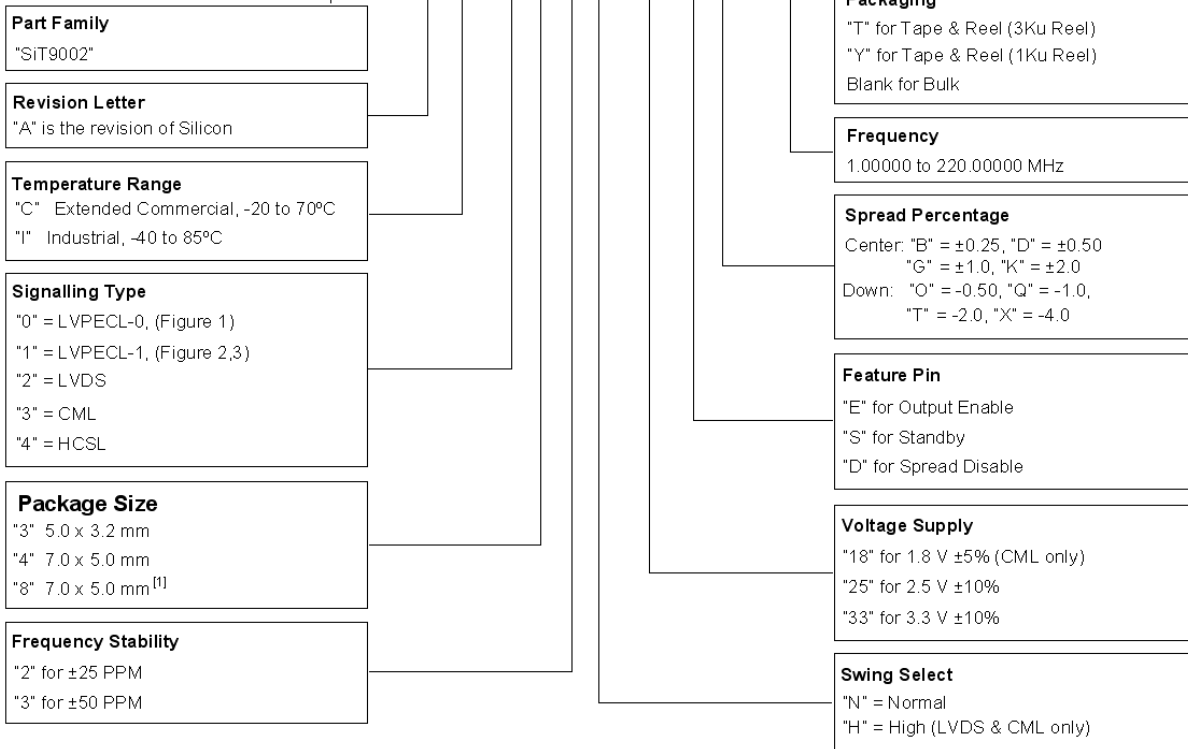 Part Family
"SiT9002"
Revision Letter
"A" is the revision of Silicon
Temperature Range
"C" Extended Commercial, -20 to 70ºC
"I" Industrial, -40 to 85ºC
Signalling Type
"0" = LVPECL-0, (Figure 1)
"1" = LVPECL-1, (Figure 2,3)
"2" = LVDS
"3" = CML
"4" = HCSL
Package Size
"3" 5.0 x 3.2 mm
"4" 7.0 x 5.0 mm
"8" 7.0 x 5.0 mm [1]
Frequency Stability
"2" for ±25 PPM
"3" for ±50 PPM
Packaging
"T" for Tape & Reel (3Ku Reel)
"Y" for Tape & Reel (1Ku Reel)
Blank for Bulk
Frequency
1.00000 to 220.00000 MHz
Spread Percentage
Center: "B" = ±0.25, "D" = ±0.50
"G" = ±1.0, "K" = ±2.0
Down: "O" = -0.50, "Q" = -1.0,
"T" = -2.0, "X" = -4.0
Feature Pin
"E" for Output Enable
"S" for Standby
"D" for Spread Disable
Voltage Supply
"18" for 1.8 V ±5% (CML only)
"25" for 2.5 V ±10%
"33" for 3.3 V ±10%
Swing Select
"N" = Normal
"H" = High (LVDS & CML only)